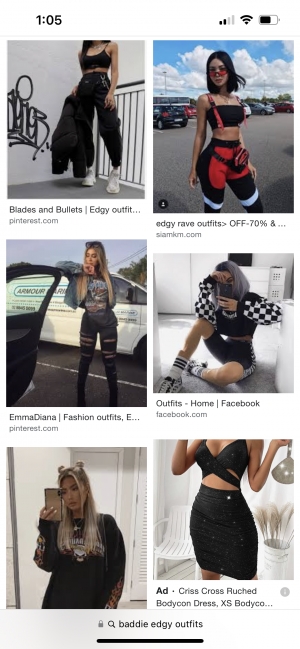 1:05
Blades and Bullets | Edgy outfit...
pinterest.com
edgy rave outfits> OFF-70% & ...
siamkm.com
EmmaDiana | Fashion outfits, E...
pinterest.com
Outfits - Home | Facebook
facebook.com
Ad · Criss Cross Ruched
Bodycon Dress, XS Bodyco...
baddie edgy outfits